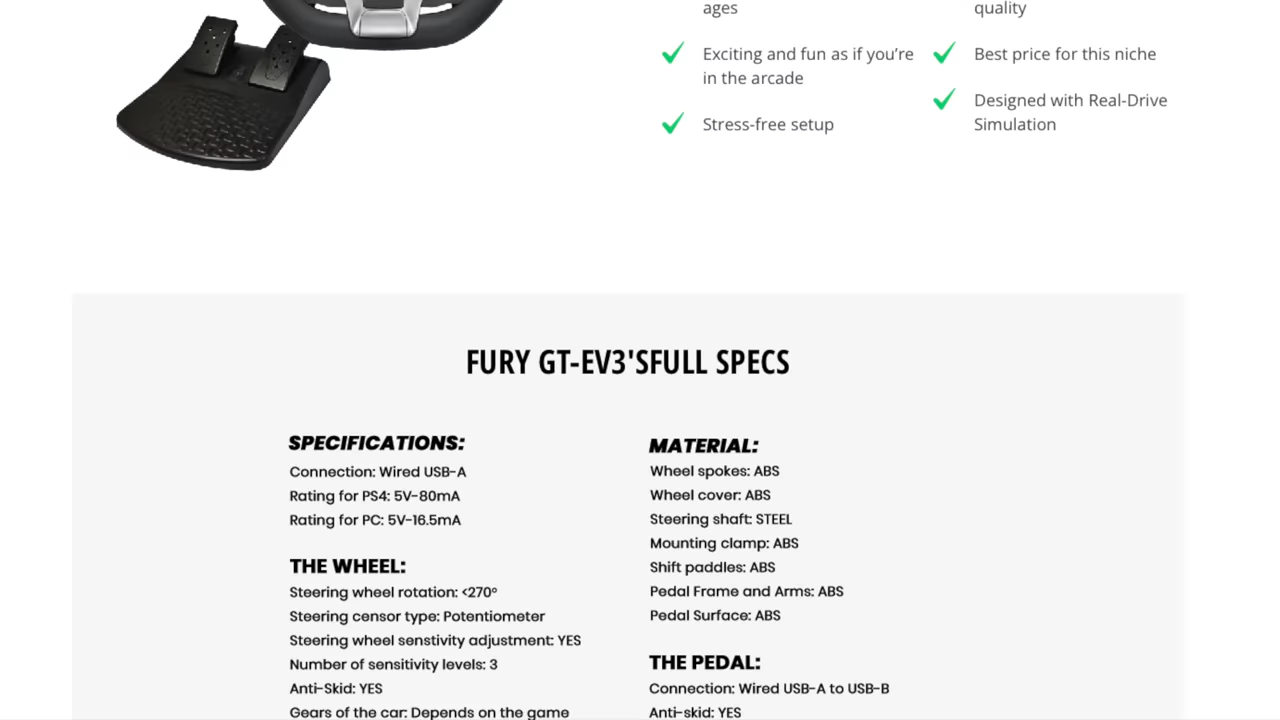 ages
Exciting and fun as if you’re
in the arcade
Stress-free setup
quality
Best price for this niche
Designed with Real-Drive
Simulation
FURY GT-EV3'SFULL SPECS
SPECIFICATIONS:
Connection: Wired USB-A
Rating for PS4: 5V-80mA
Rating for PC: 5V-16.5mA
THE WHEEL:
Steering wheel rotation: <270°
Steering censor type: Potentiometer
Steering wheel senstivity adjustment: YES
Number of sensitivity levels: 3
Anti-Skid: YES
Gears of the car: Depends on the game
MATERIAL:
Wheel spokes: ABS
Wheel cover: ABS
Steering shaft: STEEL
Mounting clamp: ABS
Shift paddles: ABS
Pedal Frame and Arms: ABS
Pedal Surface: ABS
THE PEDAL:
Connection: Wired USB-A to USB-B
Anti-skid: YES